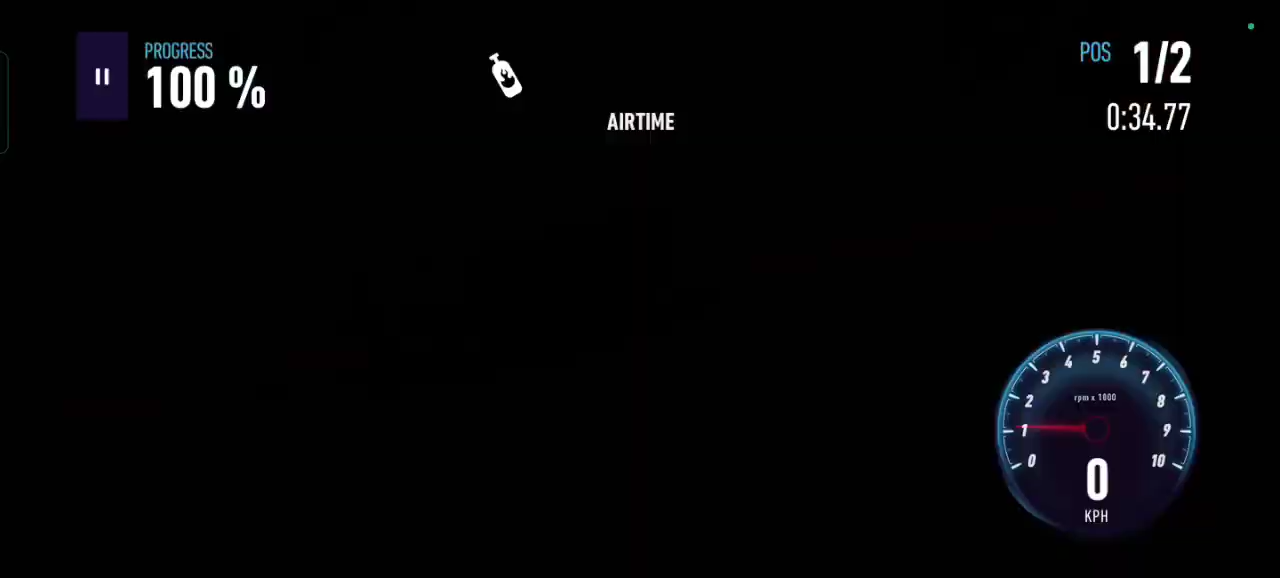 PROGRESS
100 %
AIRTIME
POS 1/2
0:34.77
0 1 2 3 4 5 6 7 8 9 10
rpm x 1000
0
KPH